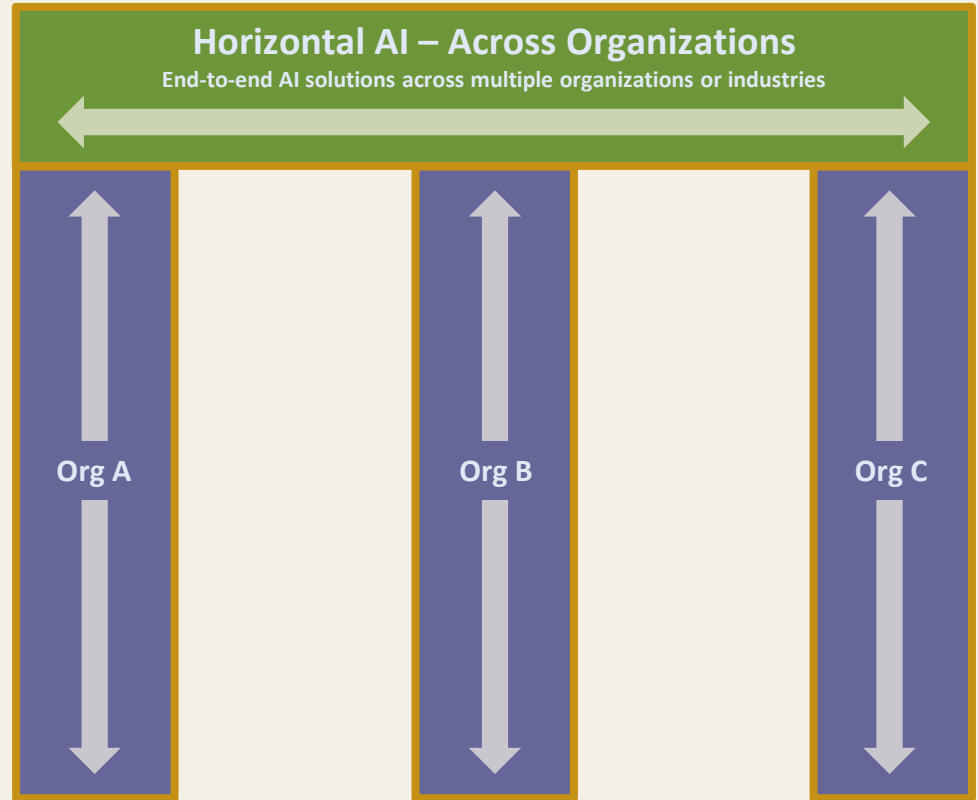 Horizontal AI – Across Organizations
End-to-end AI solutions across multiple organizations or industries
Org A
Org B
Org C